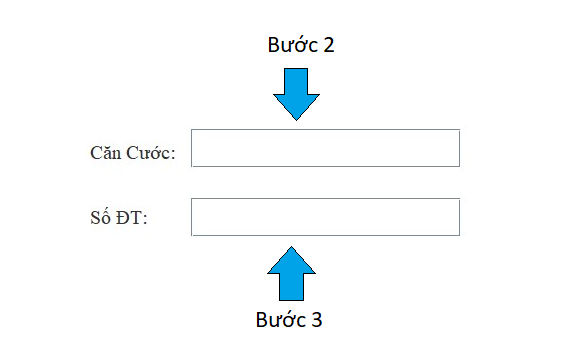 Bước 2
Căn Cước:
Số ĐT:
Bước 3